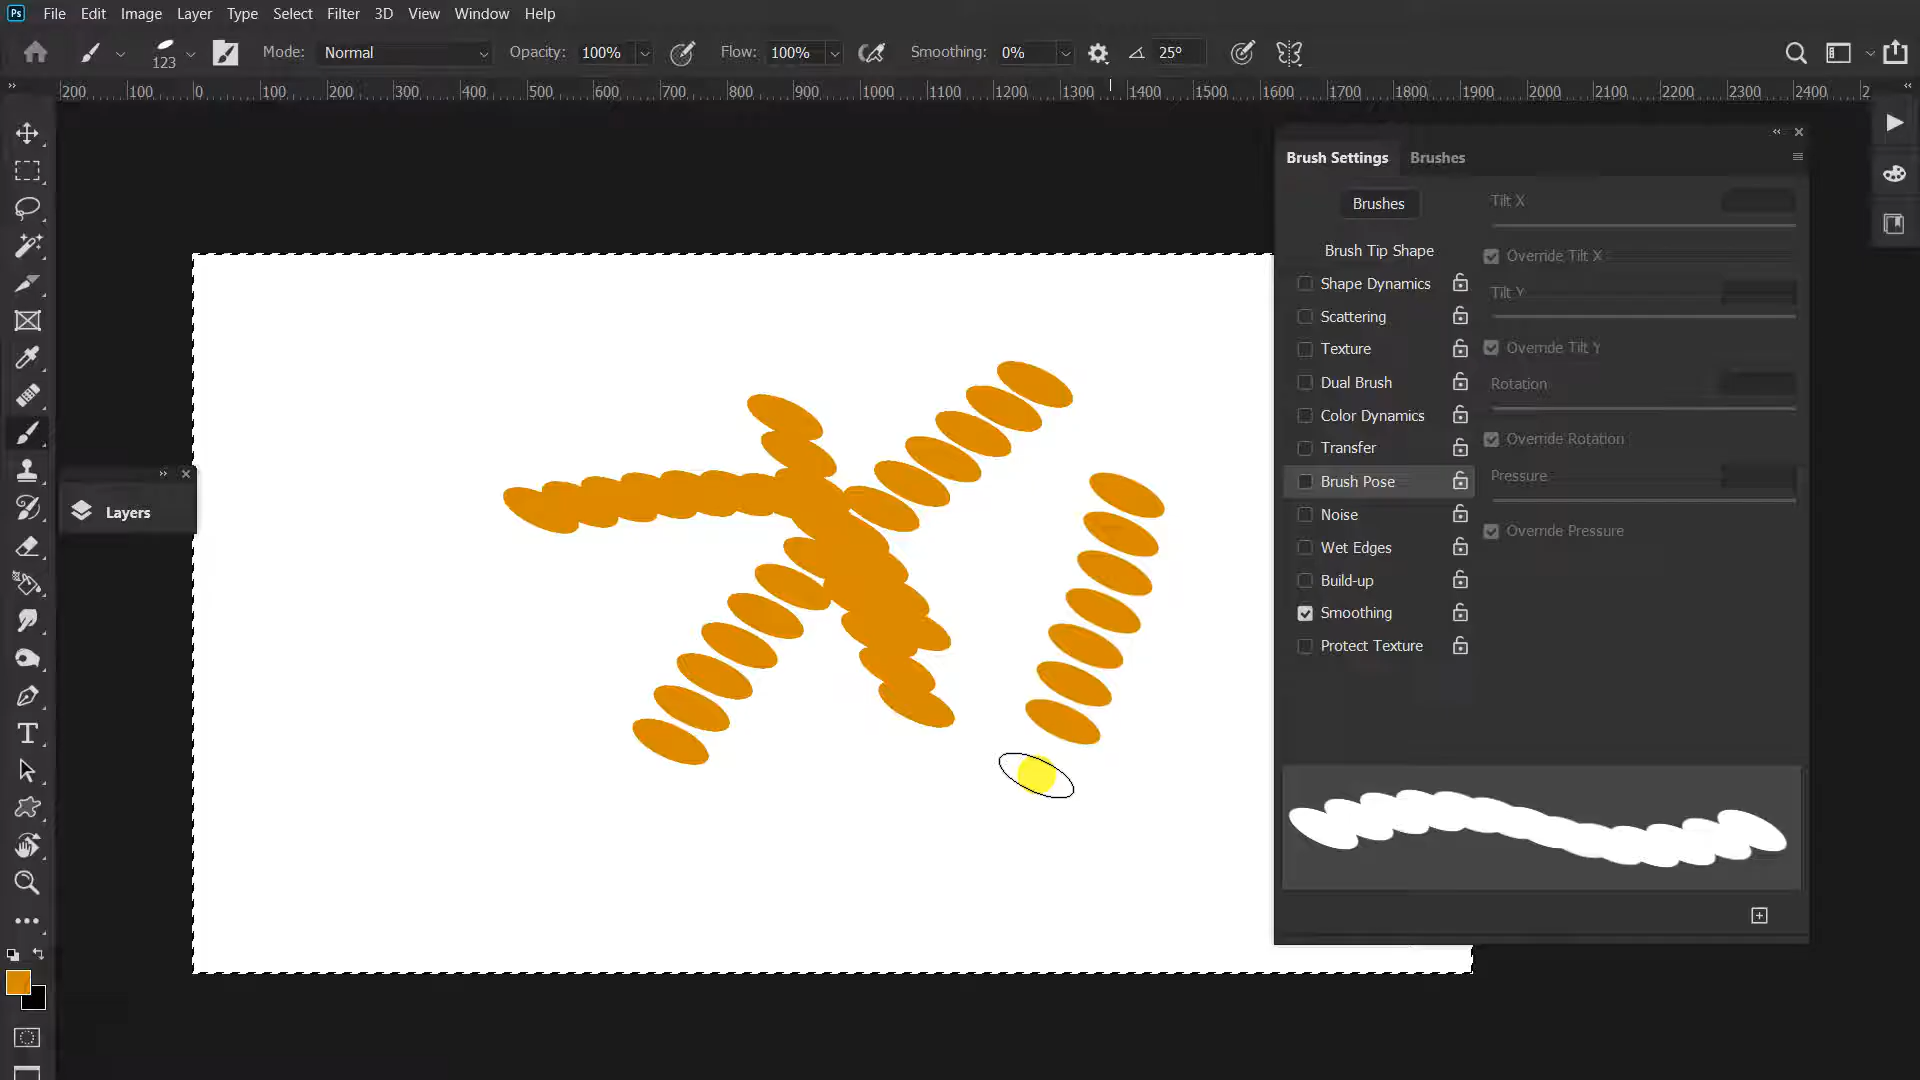 Ps File Edit Image Layer Type Select Filter 3D View Window Help
123 Mode: Normal Opacity: 100% Flow: 100% Smoothing: 0% 25°
200 100 0 100 200 300 400 500 600 700 800 900 1000 1100 1200 1300 1400 1500 1600 1700 1800 1900 2000 2100 2200 2300 2400 2
Brush Settings Brushes
Brushes
Tilt X
Brush Tip Shape
Override Tilt X
Shape Dynamics
Tilt Y
Scattering
Texture
Override Tilt Y
Dual Brush
Rotation
Color Dynamics
Override Rotation
Transfer
Brush Pose
Pressure
Noise
Override Pressure
Wet Edges
Build-up
Smoothing
Protect Texture
Layers
T